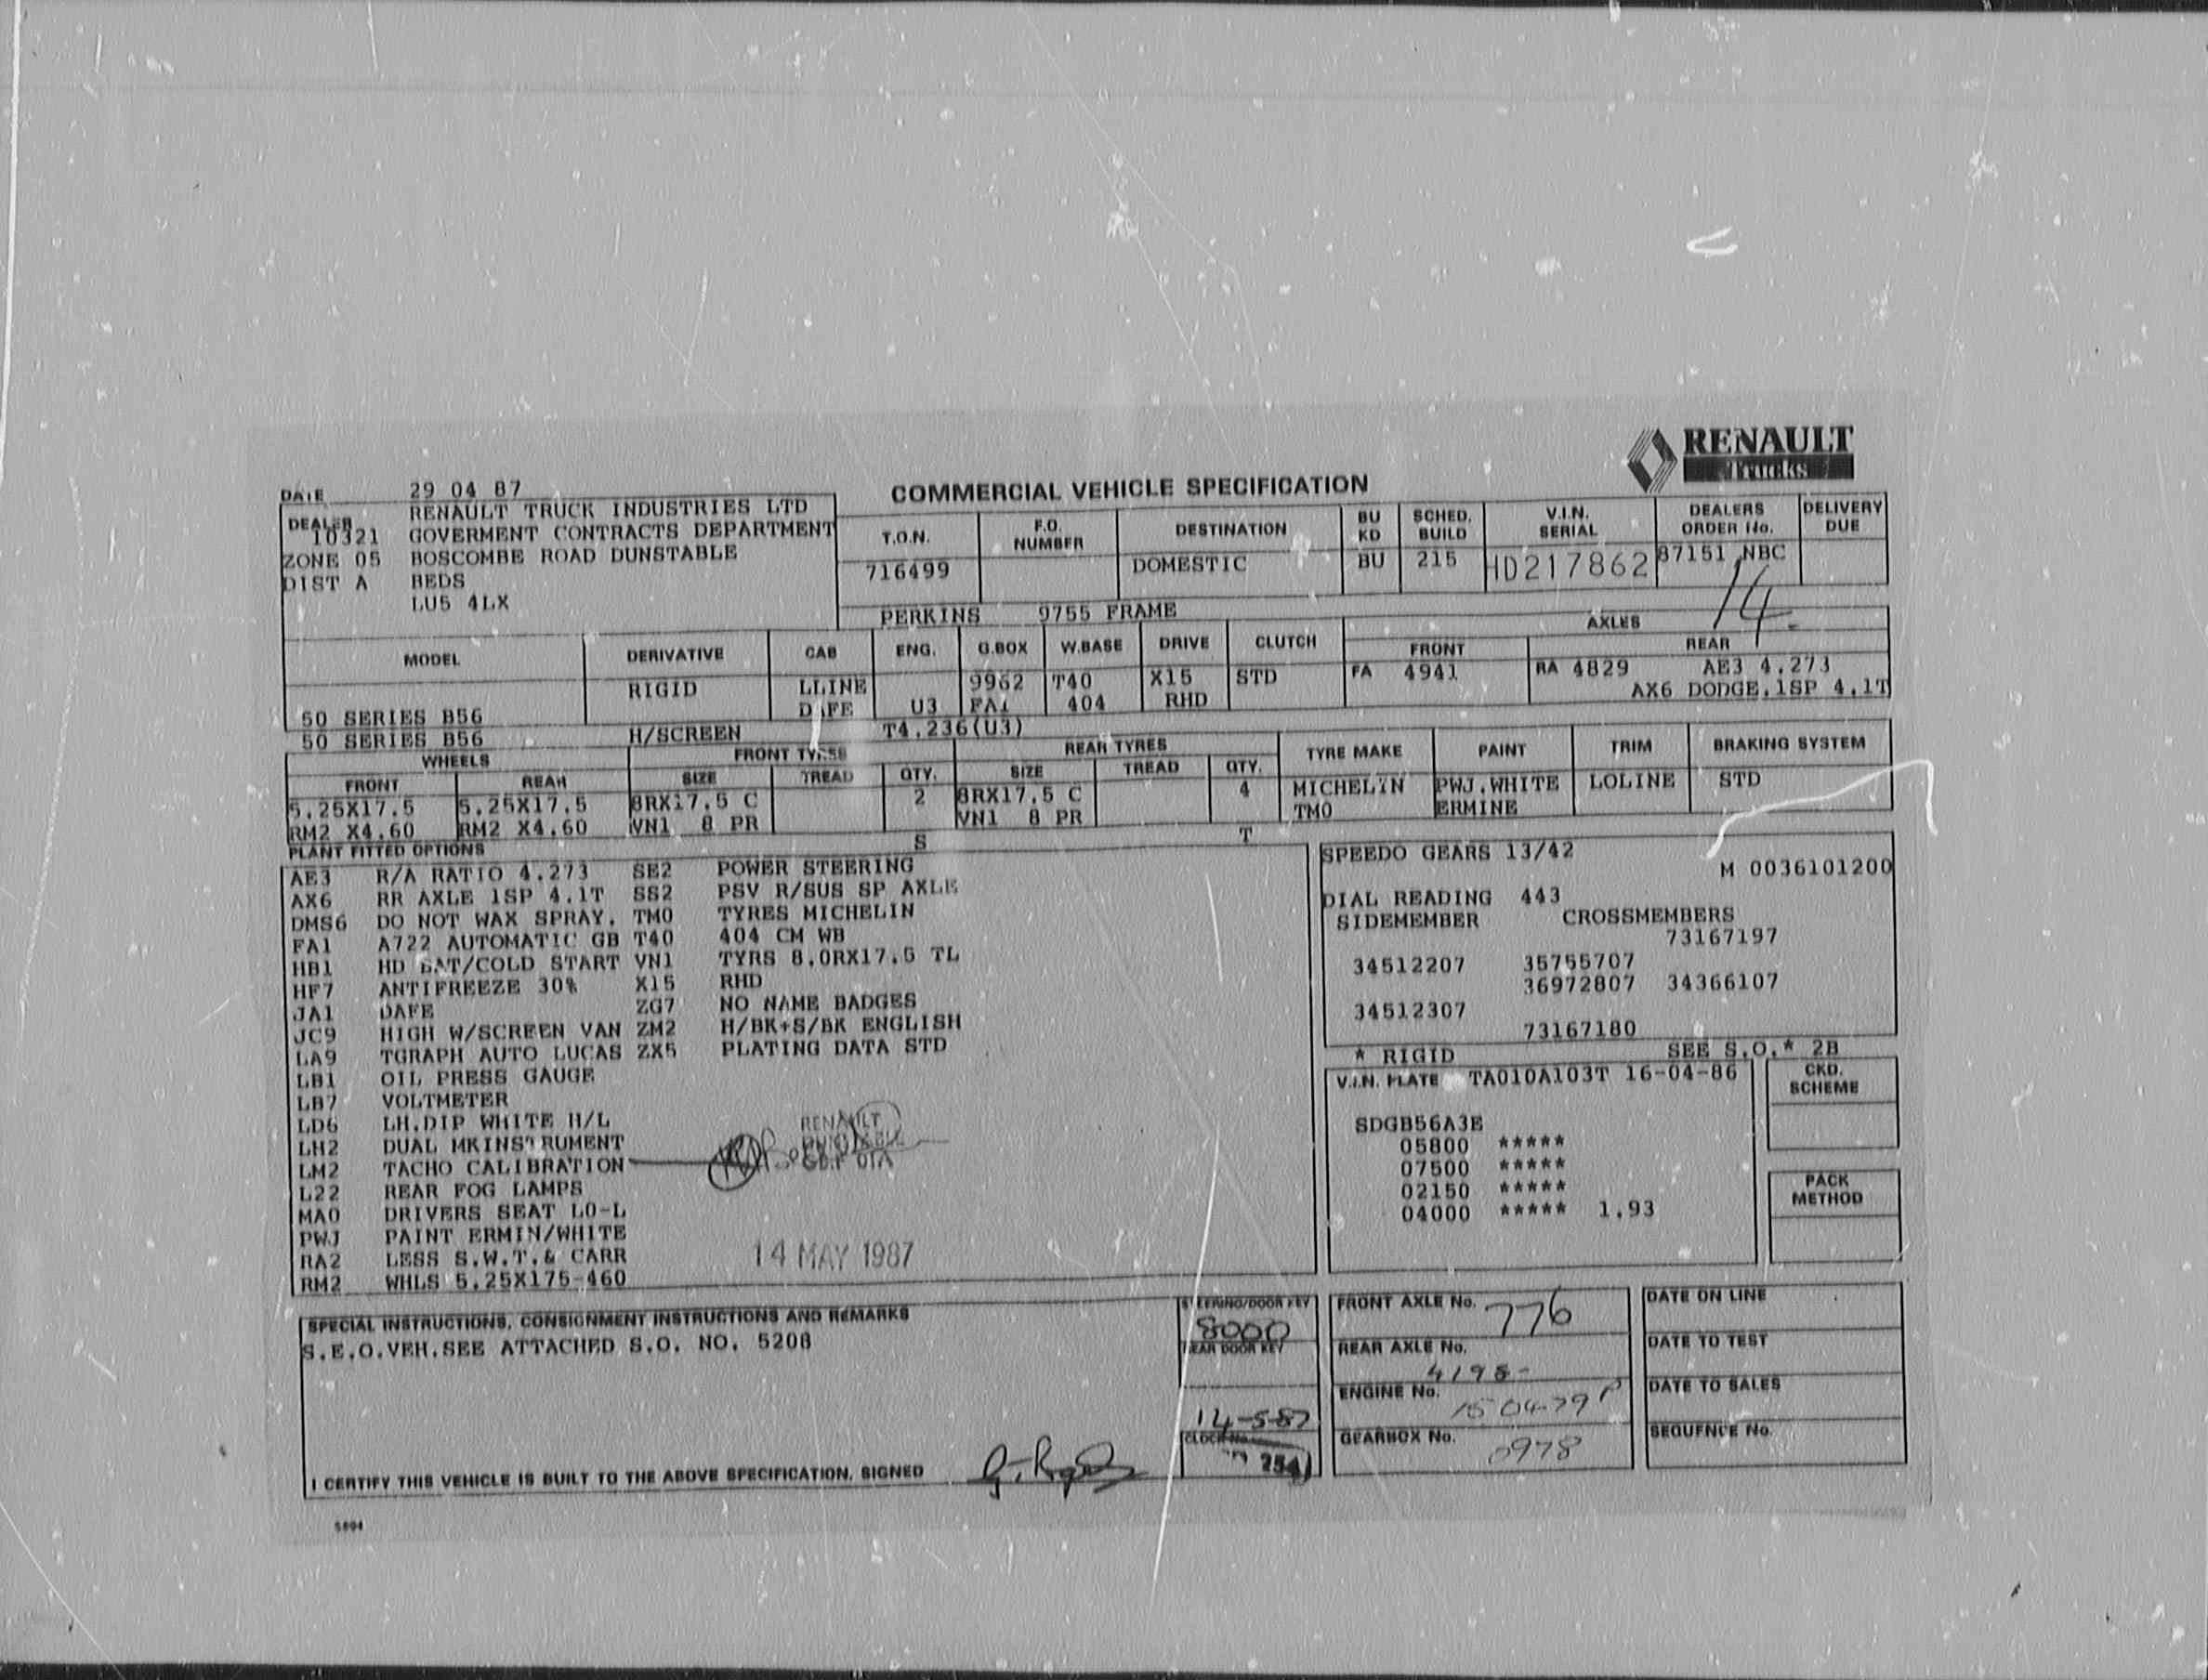 RENAULT
Trucks
DATE 29 04 87
COMMERCIAL VEHICLE SPECIFICATION
DEALER 10321
ZONE 05
DIST A
RENAULT TRUCK INDUSTRIES LTD
GOVERMENT CONTRACTS DEPARTMENT
BOSCOMBE ROAD DUNSTABLE
BEDS
LU5 4LX
T.O.N. F.O. NUMBER DESTINATION BU KD SCHED. BUILD V.I.N. SERIAL DEALERS ORDER No. DELIVERY DUE
716499 DOMESTIC BU 215 HD217862 87151 NBC
14.
PERKINS 9755 FRAME
MODEL DERIVATIVE CAB ENG. G.BOX W.BASE DRIVE CLUTCH AXLES
FRONT REAR
RIGID LLINE 9962 T40 X15 STD FA 4941 RA 4829 AE3 4.273
50 SERIES B56 DAFE U3 FA1 404 RHD AX6 DODGE.1SP 4.1T
50 SERIES B56 H/SCREEN T4.236(U3)
WHEELS FRONT TYRES REAR TYRES TYRE MAKE PAINT TRIM BRAKING SYSTEM
FRONT REAR SIZE TREAD QTY. SIZE TREAD QTY.
5.25X17.5 5.25X17.5 8RX17.5 C 2 8RX17.5 C 4 MICHELIN PWJ.WHITE LOLINE STD
RM2 X4.60 RM2 X4.60 VN1 8 PR VN1 8 PR TM0 ERMINE
S T
PLANT FITTED OPTIONS
AE3 R/A RATIO 4.273 SE2 POWER STEERING
AX6 RR AXLE 1SP 4.1T SS2 PSV R/SUS SP AXLE
DMS6 DO NOT WAX SPRAY. TM0 TYRES MICHELIN
FA1 A722 AUTOMATIC GB T40 404 CM WB
HB1 HD BAT/COLD START VN1 TYRS 8.0RX17.5 TL
HF7 ANTIFREEZE 30% X15 RHD
JA1 DAFE ZG7 NO NAME BADGES
JC9 HIGH W/SCREEN VAN ZM2 H/BK+S/BK ENGLISH
LA9 TGRAPH AUTO LUCAS ZX5 PLATING DATA STD
LB1 OIL PRESS GAUGE
LB7 VOLTMETER
LD6 LH.DIP WHITE H/L
LH2 DUAL MKINSTRUMENT
LM2 TACHO CALIBRATION
L22 REAR FOG LAMPS
MA0 DRIVERS SEAT LO-L
PWJ PAINT ERMIN/WHITE
RA2 LESS S.W.T.& CARR
RM2 WHLS 5.25X175-460
RENAULT
DUNSTABLE
14 MAY 1987
SPEEDO GEARS 13/42
M 0036101200
DIAL READING 443
SIDEMEMBER CROSSMEMBERS
73167197
34512207 35755707
36972807 34366107
34512307
73167180
* RIGID SEE S.O.* 2B
V.I.N. PLATE TA010A103T 16-04-86
SDGB56A3E
05800 *****
07500 *****
02150 *****
04000 ***** 1.93
CKD. SCHEME
PACK METHOD
SPECIAL INSTRUCTIONS, CONSIGNMENT INSTRUCTIONS AND REMARKS
S.E.O.VEH.SEE ATTACHED S.O. NO. 5208
I CERTIFY THIS VEHICLE IS BUILT TO THE ABOVE SPECIFICATION, SIGNED
STEERING/DOOR KEY
8000
REAR DOOR KEY
14-5-87
CLOCK No.
254
FRONT AXLE No. 776
REAR AXLE No.
4198-
ENGINE No.
GEARBOX No. 0978
DATE ON LINE
DATE TO TEST
DATE TO SALES
SEQUENCE No.